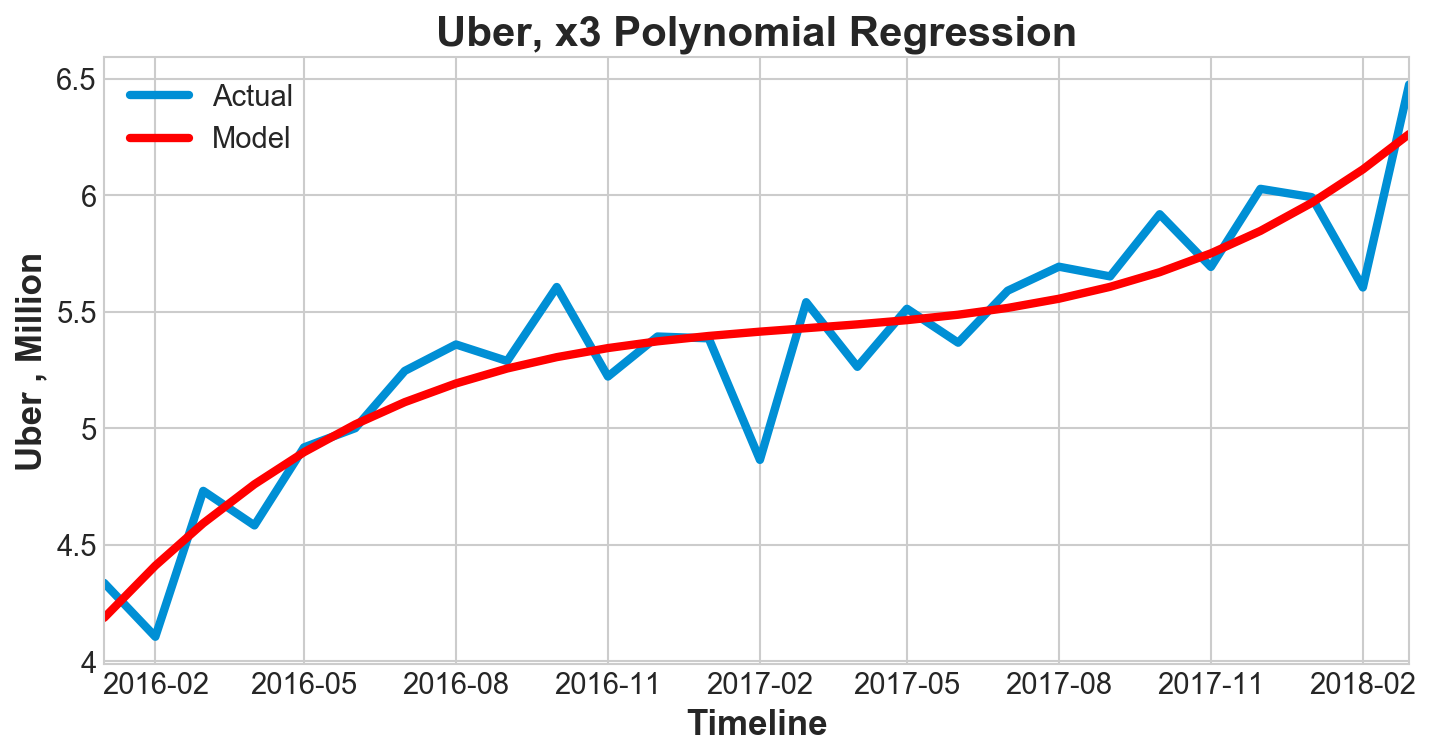 Uber, x3 Polynomial Regression
6.5
Actual
Model
6
5.5
5
4.5
4
Uber , Million
2016-02 2016-05 2016-08 2016-11 2017-02 2017-05 2017-08 2017-11 2018-02
Timeline